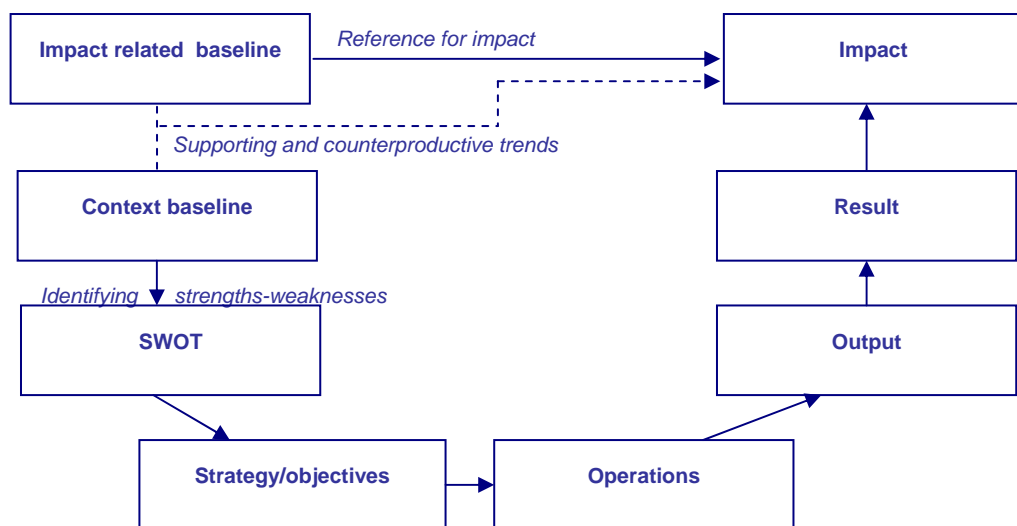 Impact related  baseline
Reference for impact
Impact
Supporting and counterproductive trends
Context baseline
Result
Identifying strengths-weaknesses
SWOT
Output
Strategy/objectives
Operations